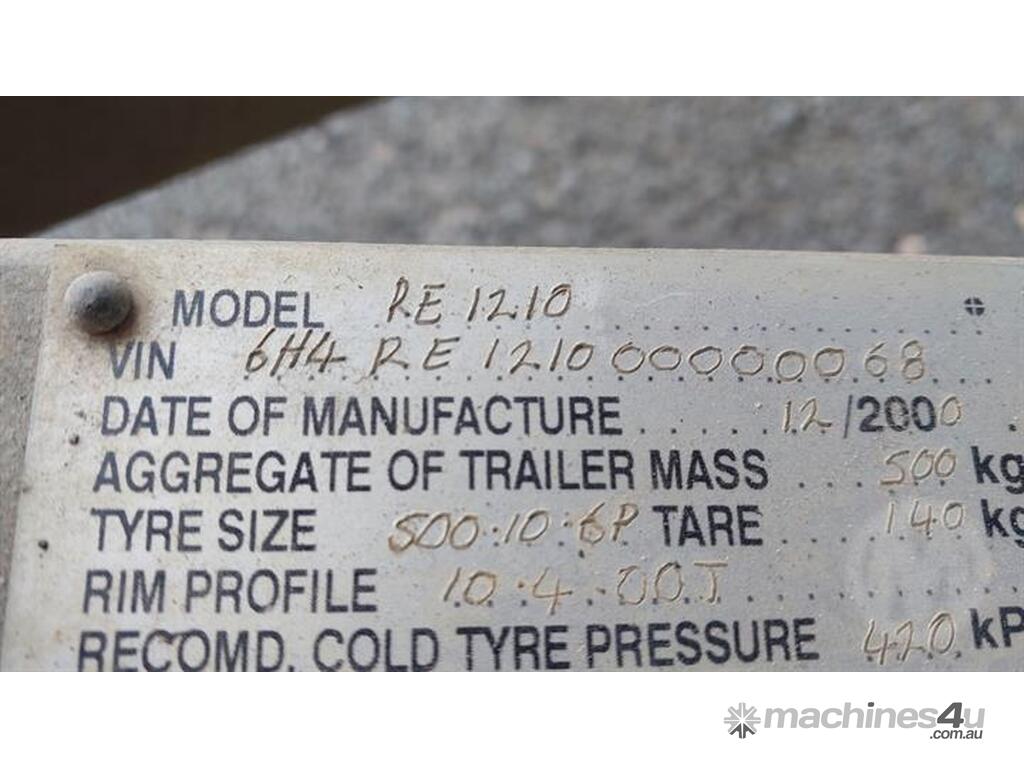 MODEL RE 1210
VIN 6H4 RE 1210 00000068
DATE OF MANUFACTURE 12/2000
AGGREGATE OF TRAILER MASS 500 kg
TYRE SIZE 500.10.6P TARE 140 kg
RIM PROFILE 10.4.00J
RECOMD. COLD TYRE PRESSURE 420 kP
machines4u
.com.au